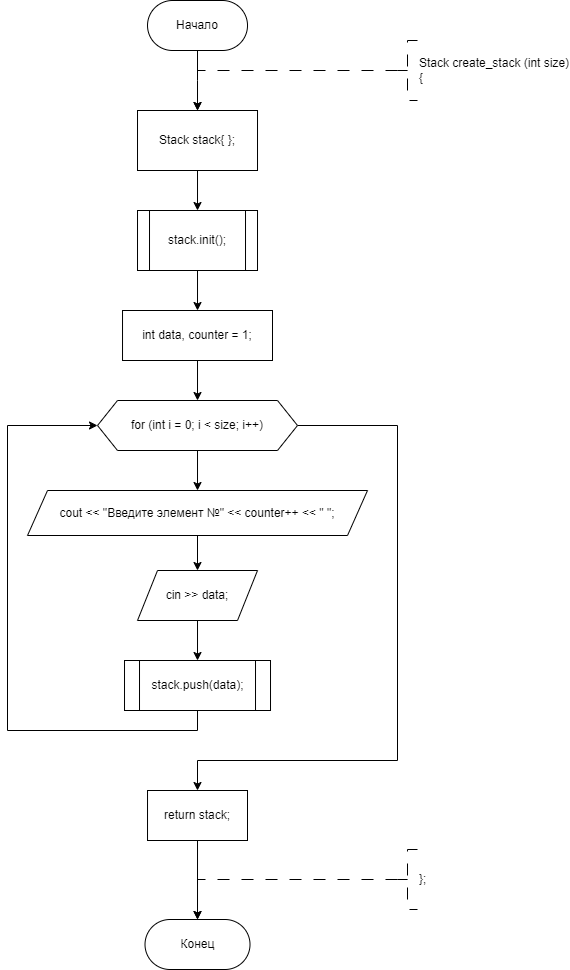 Начало
Stack create_stack (int size)
{
Stack stack{ };
stack.init();
int data, counter = 1;
for (int i = 0; i < size; i++)
cout << "Введите элемент №" << counter++ << " ";
cin >> data;
stack.push(data);
return stack;
};
Конец